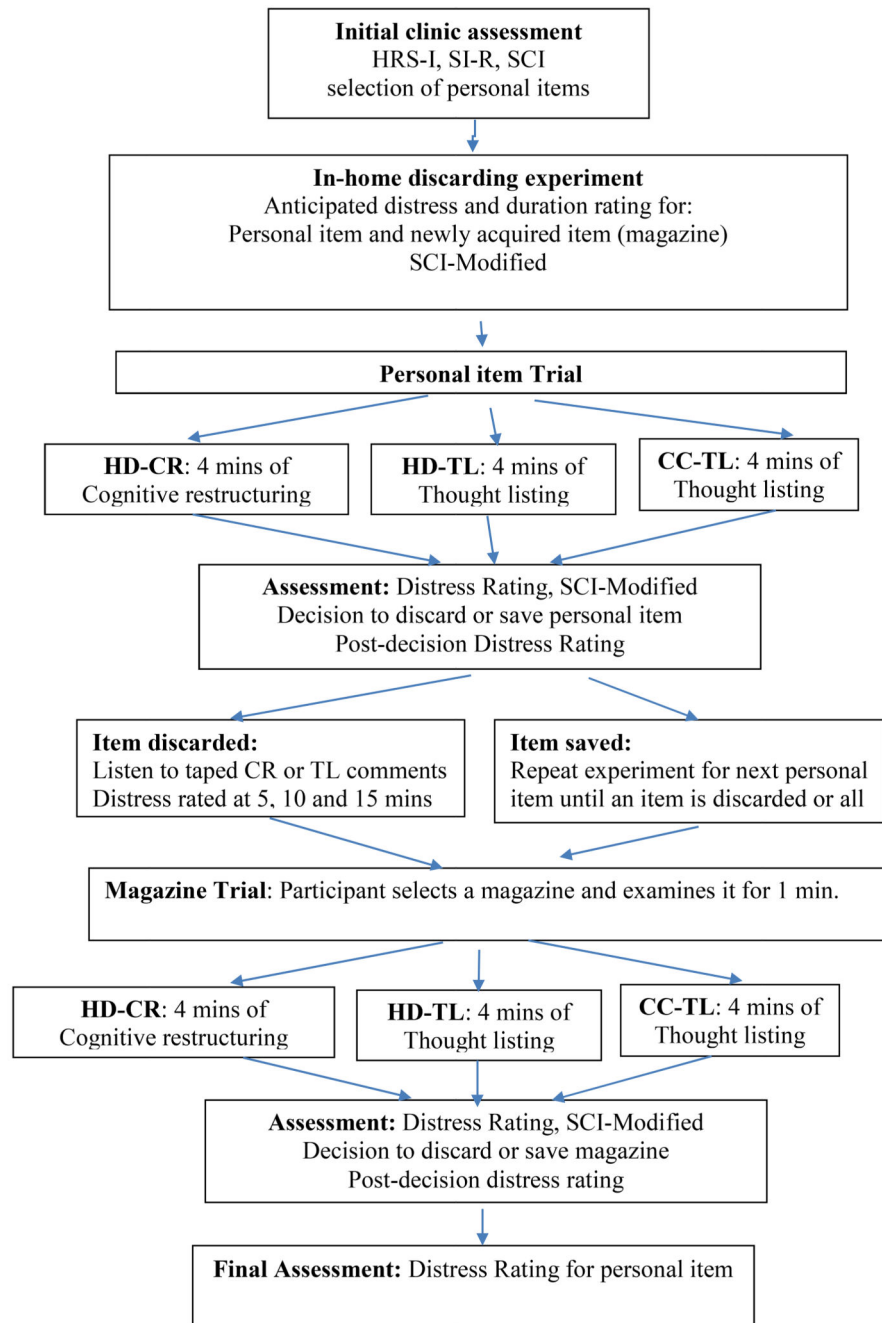 Initial clinic assessment
HRS-I, SI-R, SCI
selection of personal items
In-home discarding experiment
Anticipated distress and duration rating for:
Personal item and newly acquired item (magazine)
SCI-Modified
Personal item Trial
HD-CR: 4 mins of
Cognitive restructuring
HD-TL: 4 mins of
Thought listing
CC-TL: 4 mins of
Thought listing
Assessment: Distress Rating, SCI-Modified
Decision to discard or save personal item
Post-decision Distress Rating
Item discarded:
Listen to taped CR or TL comments
Distress rated at 5, 10 and 15 mins
Item saved:
Repeat experiment for next personal
item until an item is discarded or all
Magazine Trial: Participant selects a magazine and examines it for 1 min.
HD-CR: 4 mins of
Cognitive restructuring
HD-TL: 4 mins of
Thought listing
CC-TL: 4 mins of
Thought listing
Assessment: Distress Rating, SCI-Modified
Decision to discard or save magazine
Post-decision distress rating
Final Assessment: Distress Rating for personal item